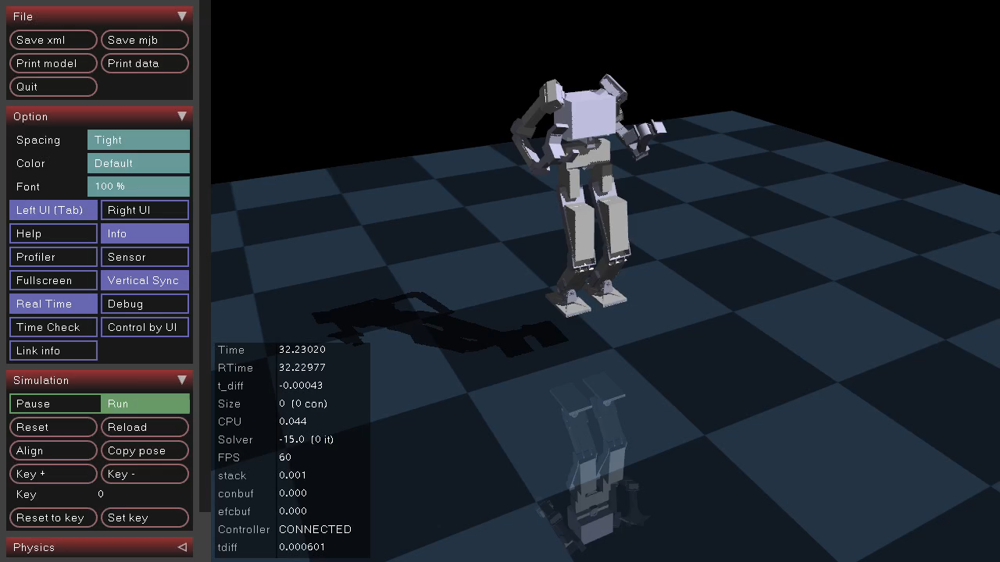 File
Save xml Save mjb
Print model Print data
Quit
Option
Spacing Tight
Color Default
Font 100 %
Left UI (Tab) Right UI
Help Info
Profiler Sensor
Fullscreen Vertical Sync
Real Time Debug
Time Check Control by UI
Link info
Simulation
Pause Run
Reset Reload
Align Copy pose
Key + Key -
Key 0
Reset to key Set key
Physics
Time 32.23020
RTime 32.22977
t_diff -0.00043
Size 0 (0 con)
CPU 0.044
Solver -15.0 (0 it)
FPS 60
stack 0.001
conbuf 0.000
efcbuf 0.000
Controller CONNECTED
tdiff 0.000601